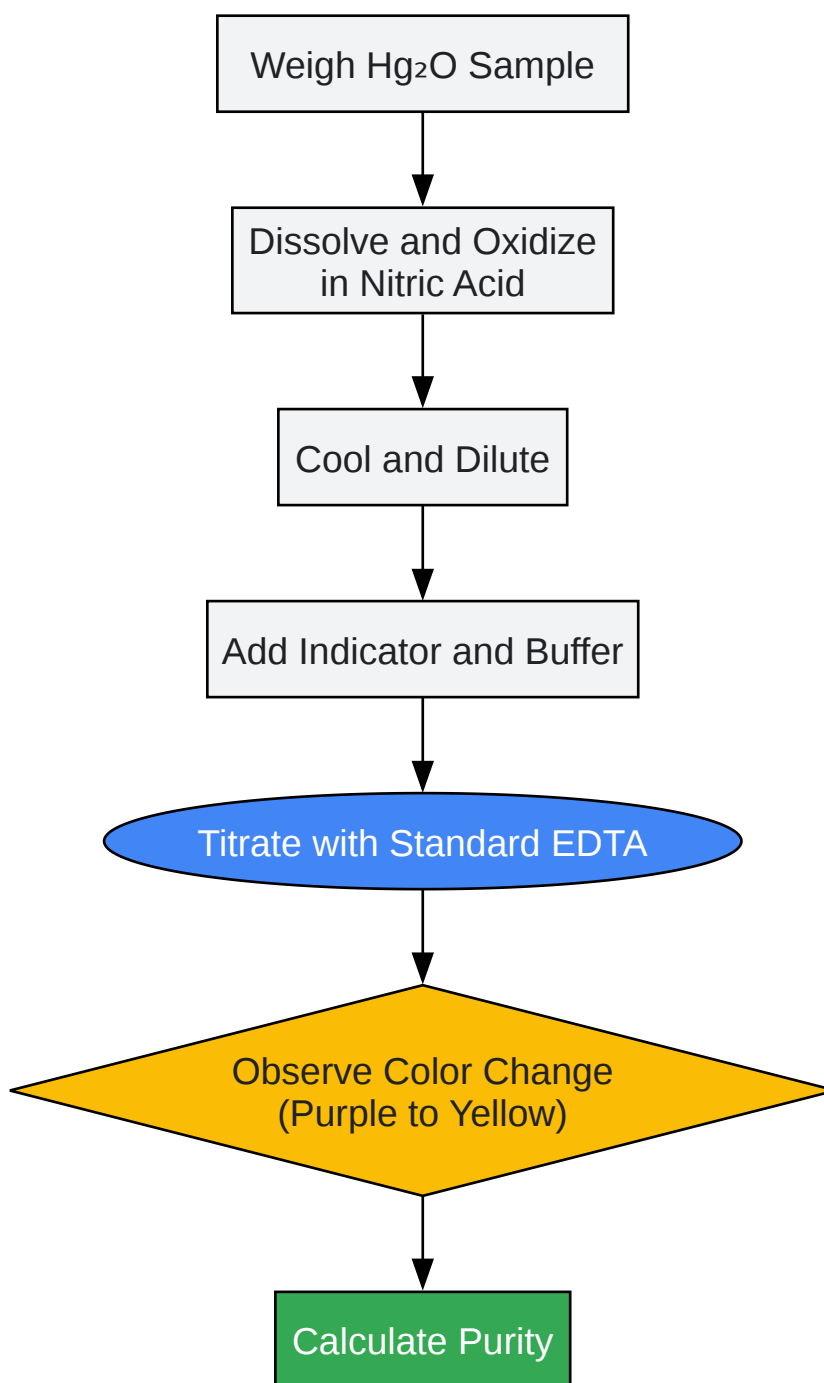 Weigh Hg₂O Sample
Dissolve and Oxidize
in Nitric Acid
Cool and Dilute
Add Indicator and Buffer
Titrate with Standard EDTA
Observe Color Change
(Purple to Yellow)
Calculate Purity